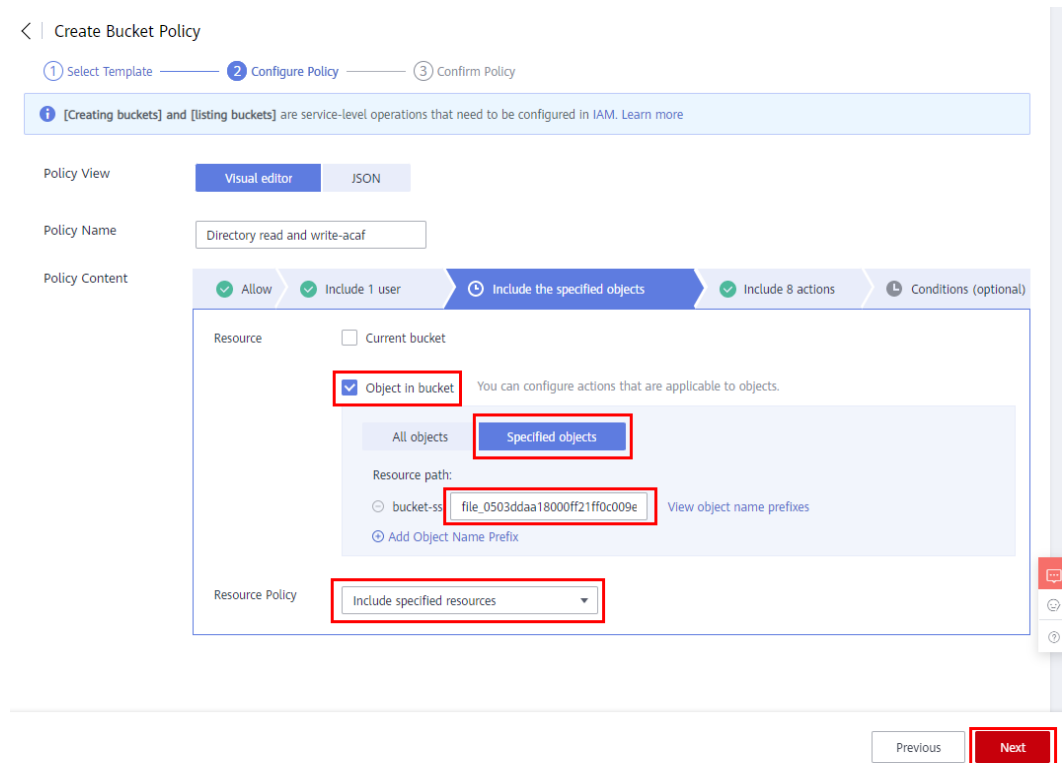 Create Bucket Policy
1 Select Template 2 Configure Policy 3 Confirm Policy
[Creating buckets] and [listing buckets] are service-level operations that need to be configured in IAM. Learn more
Policy View Visual editor JSON
Policy Name Directory read and write-acaf
Policy Content Allow Include 1 user Include the specified objects Include 8 actions Conditions (optional)
Resource Current bucket
Object in bucket You can configure actions that are applicable to objects.
All objects Specified objects
Resource path:
bucket-ss file_0503ddaa18000ff21ff0c009e View object name prefixes
Add Object Name Prefix
Resource Policy Include specified resources
Previous Next